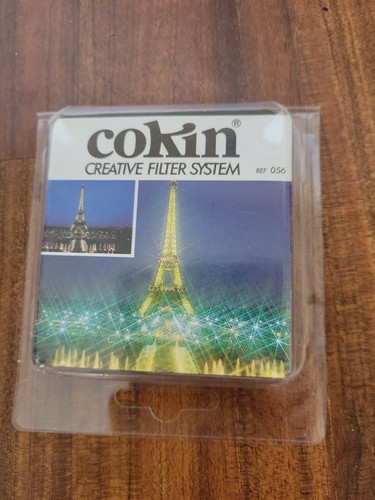 cokin®
CREATIVE FILTER SYSTEM
REF 056